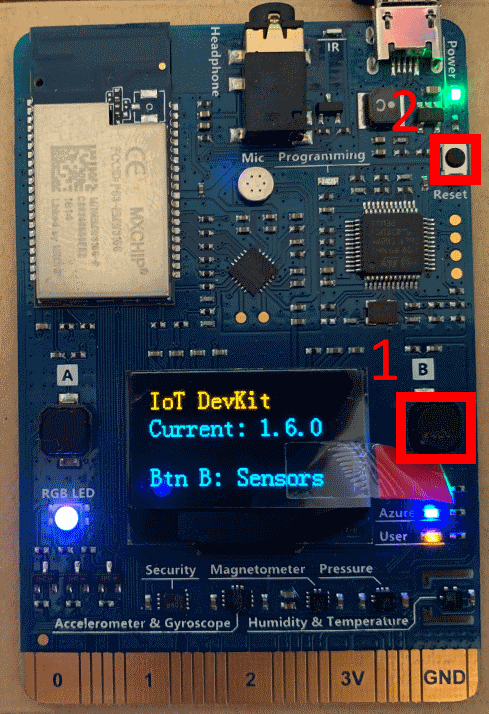 Headphone
IR
Power
2
Mic
Programming
Reset
MXCHIP
1
A
B
IoT DevKit
Current: 1.6.0
Btn B: Sensors
RGB LED
Azure
User
Security
Magnetometer
Pressure
Accelerometer & Gyroscope
Humidity & Temperature
0
1
2
3V
GND